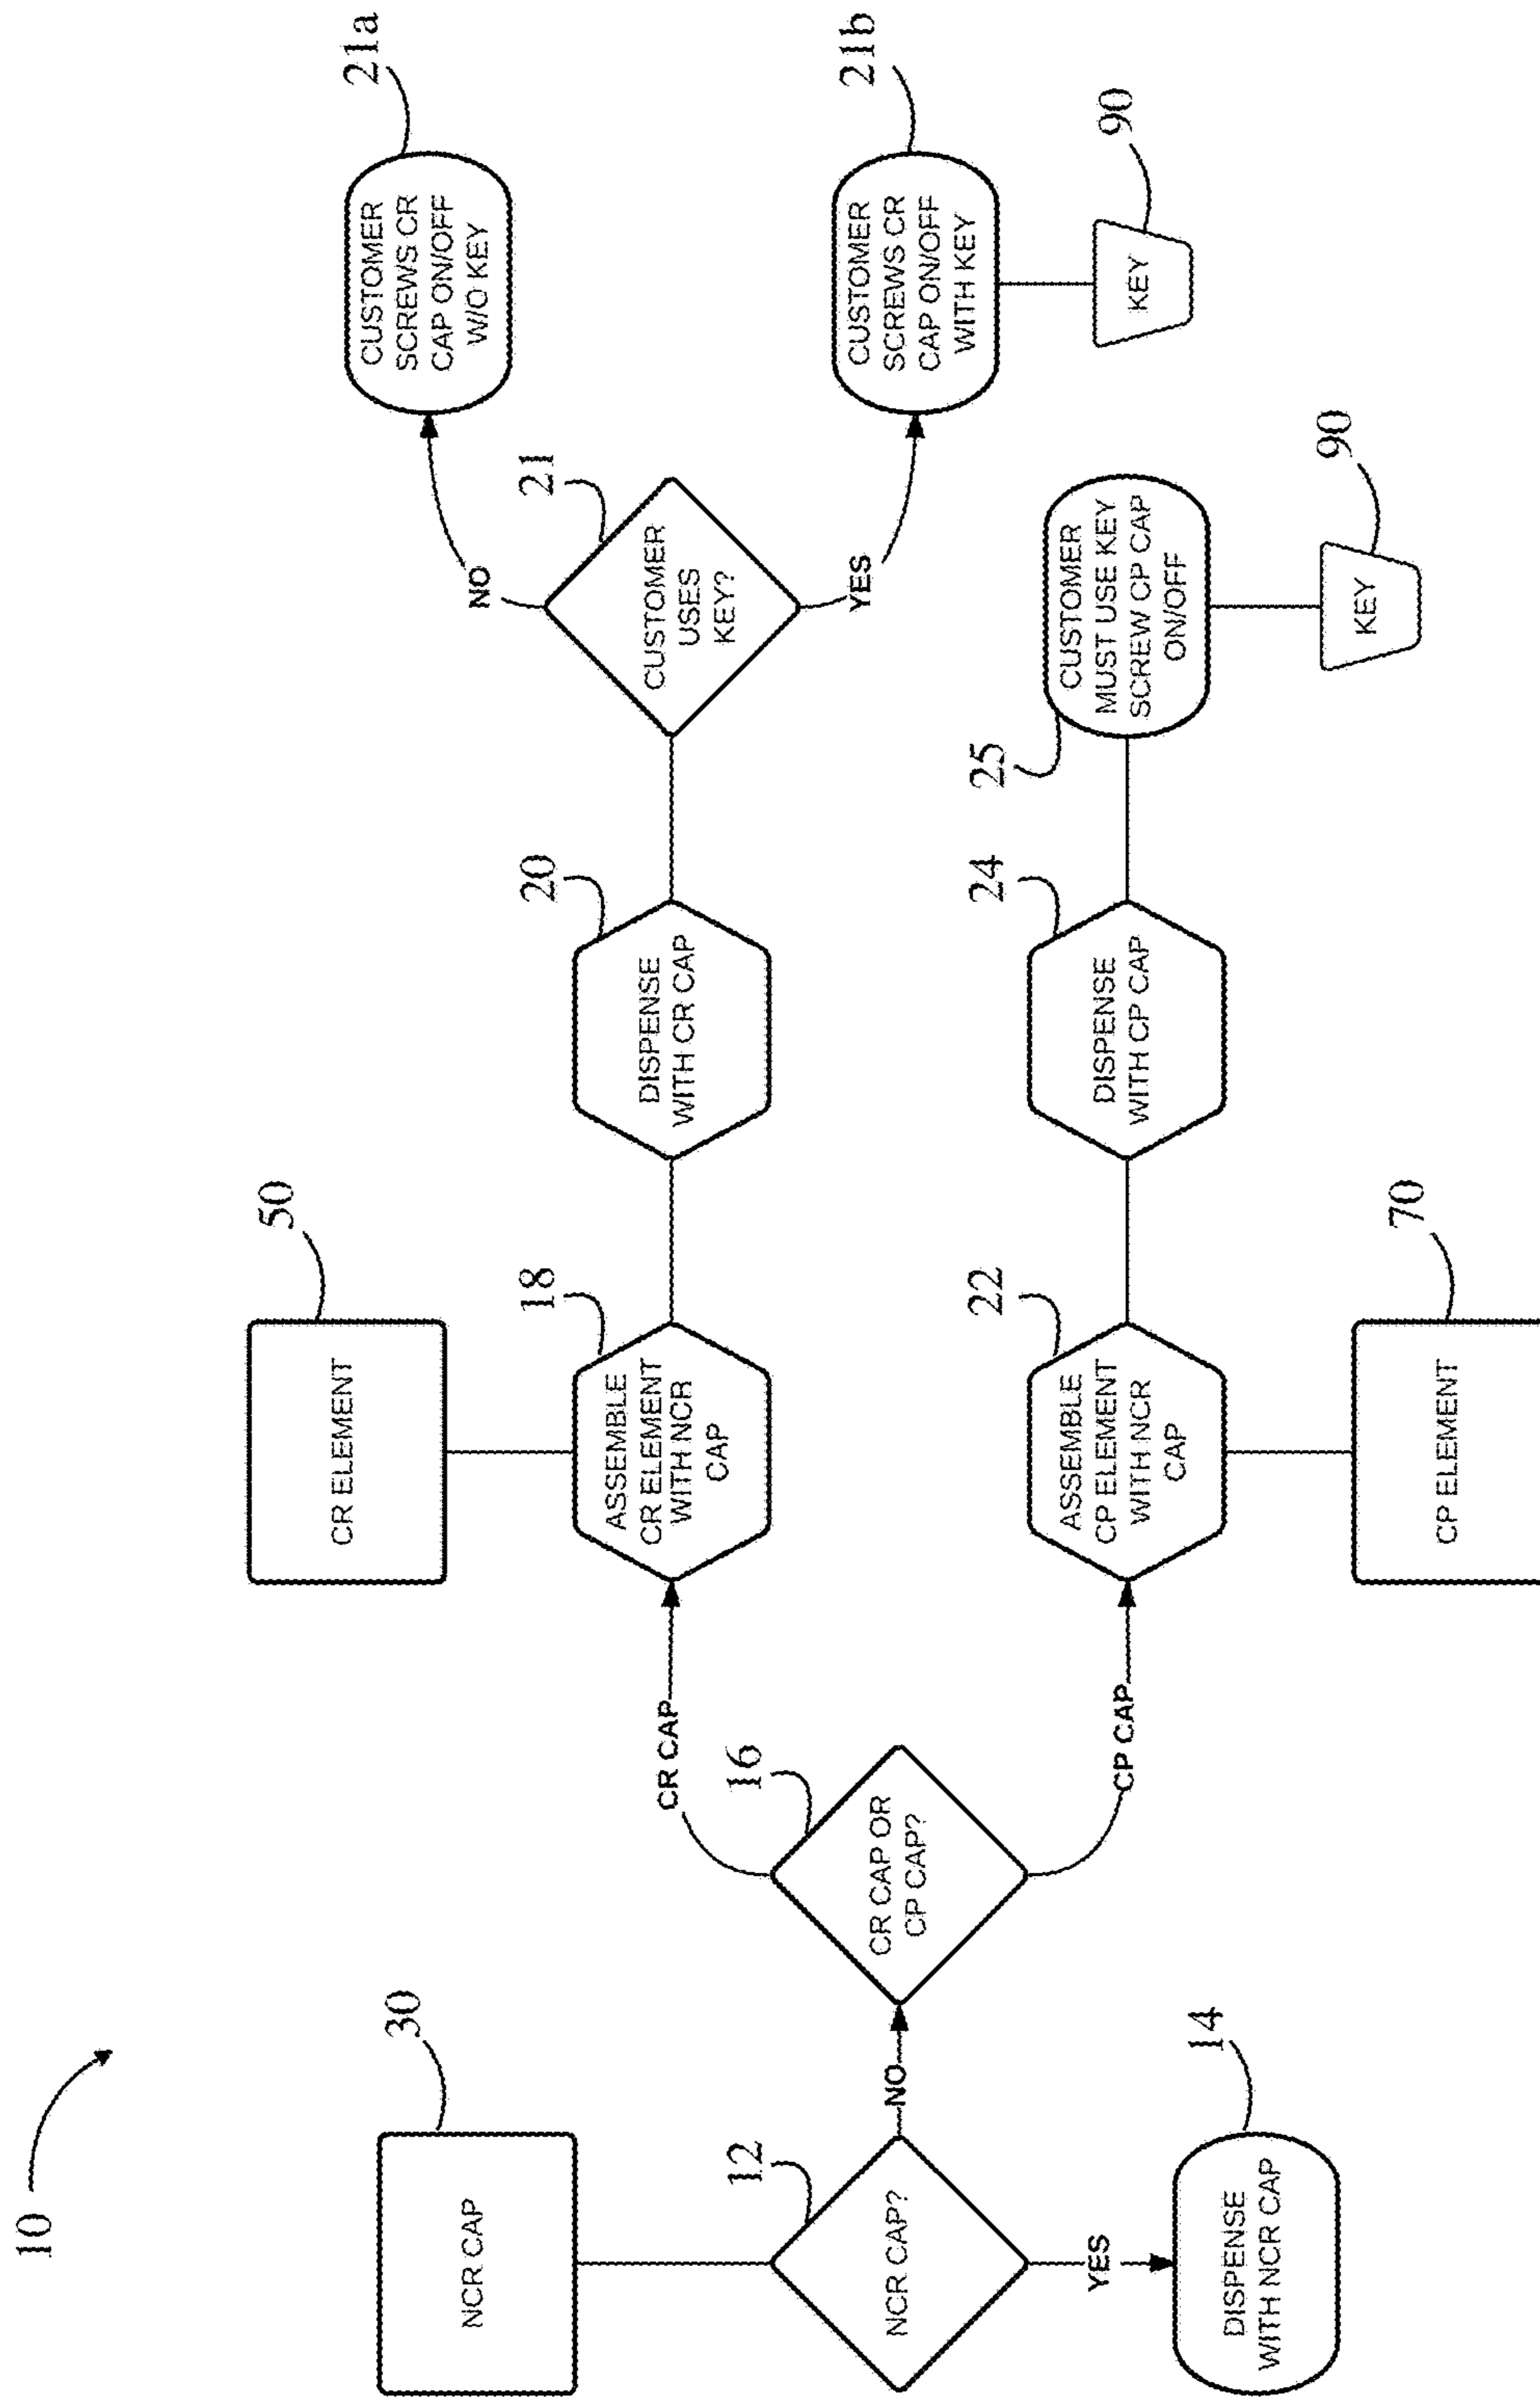 10
30
NCR CAP
12
NCR CAP?
NO
YES
14
DISPENSE
WITH NCR CAP
16
CR CAP OR
CP CAP?
CR CAP
CP CAP
50
CR ELEMENT
18
ASSEMBLE
CR ELEMENT
WITH NCR
CAP
22
ASSEMBLE
CP ELEMENT
WITH NCR
CAP
70
CP ELEMENT
20
DISPENSE
WITH CR CAP
24
DISPENSE
WITH CP CAP
21
CUSTOMER
USES
KEY?
NO
YES
25
CUSTOMER
MUST USE KEY
SCREW CP CAP
ON/OFF
90
KEY
21a
CUSTOMER
SCREWS CR
CAP ON/OFF
W/O KEY
21b
CUSTOMER
SCREWS CR
CAP ON/OFF
WITH KEY
90
KEY